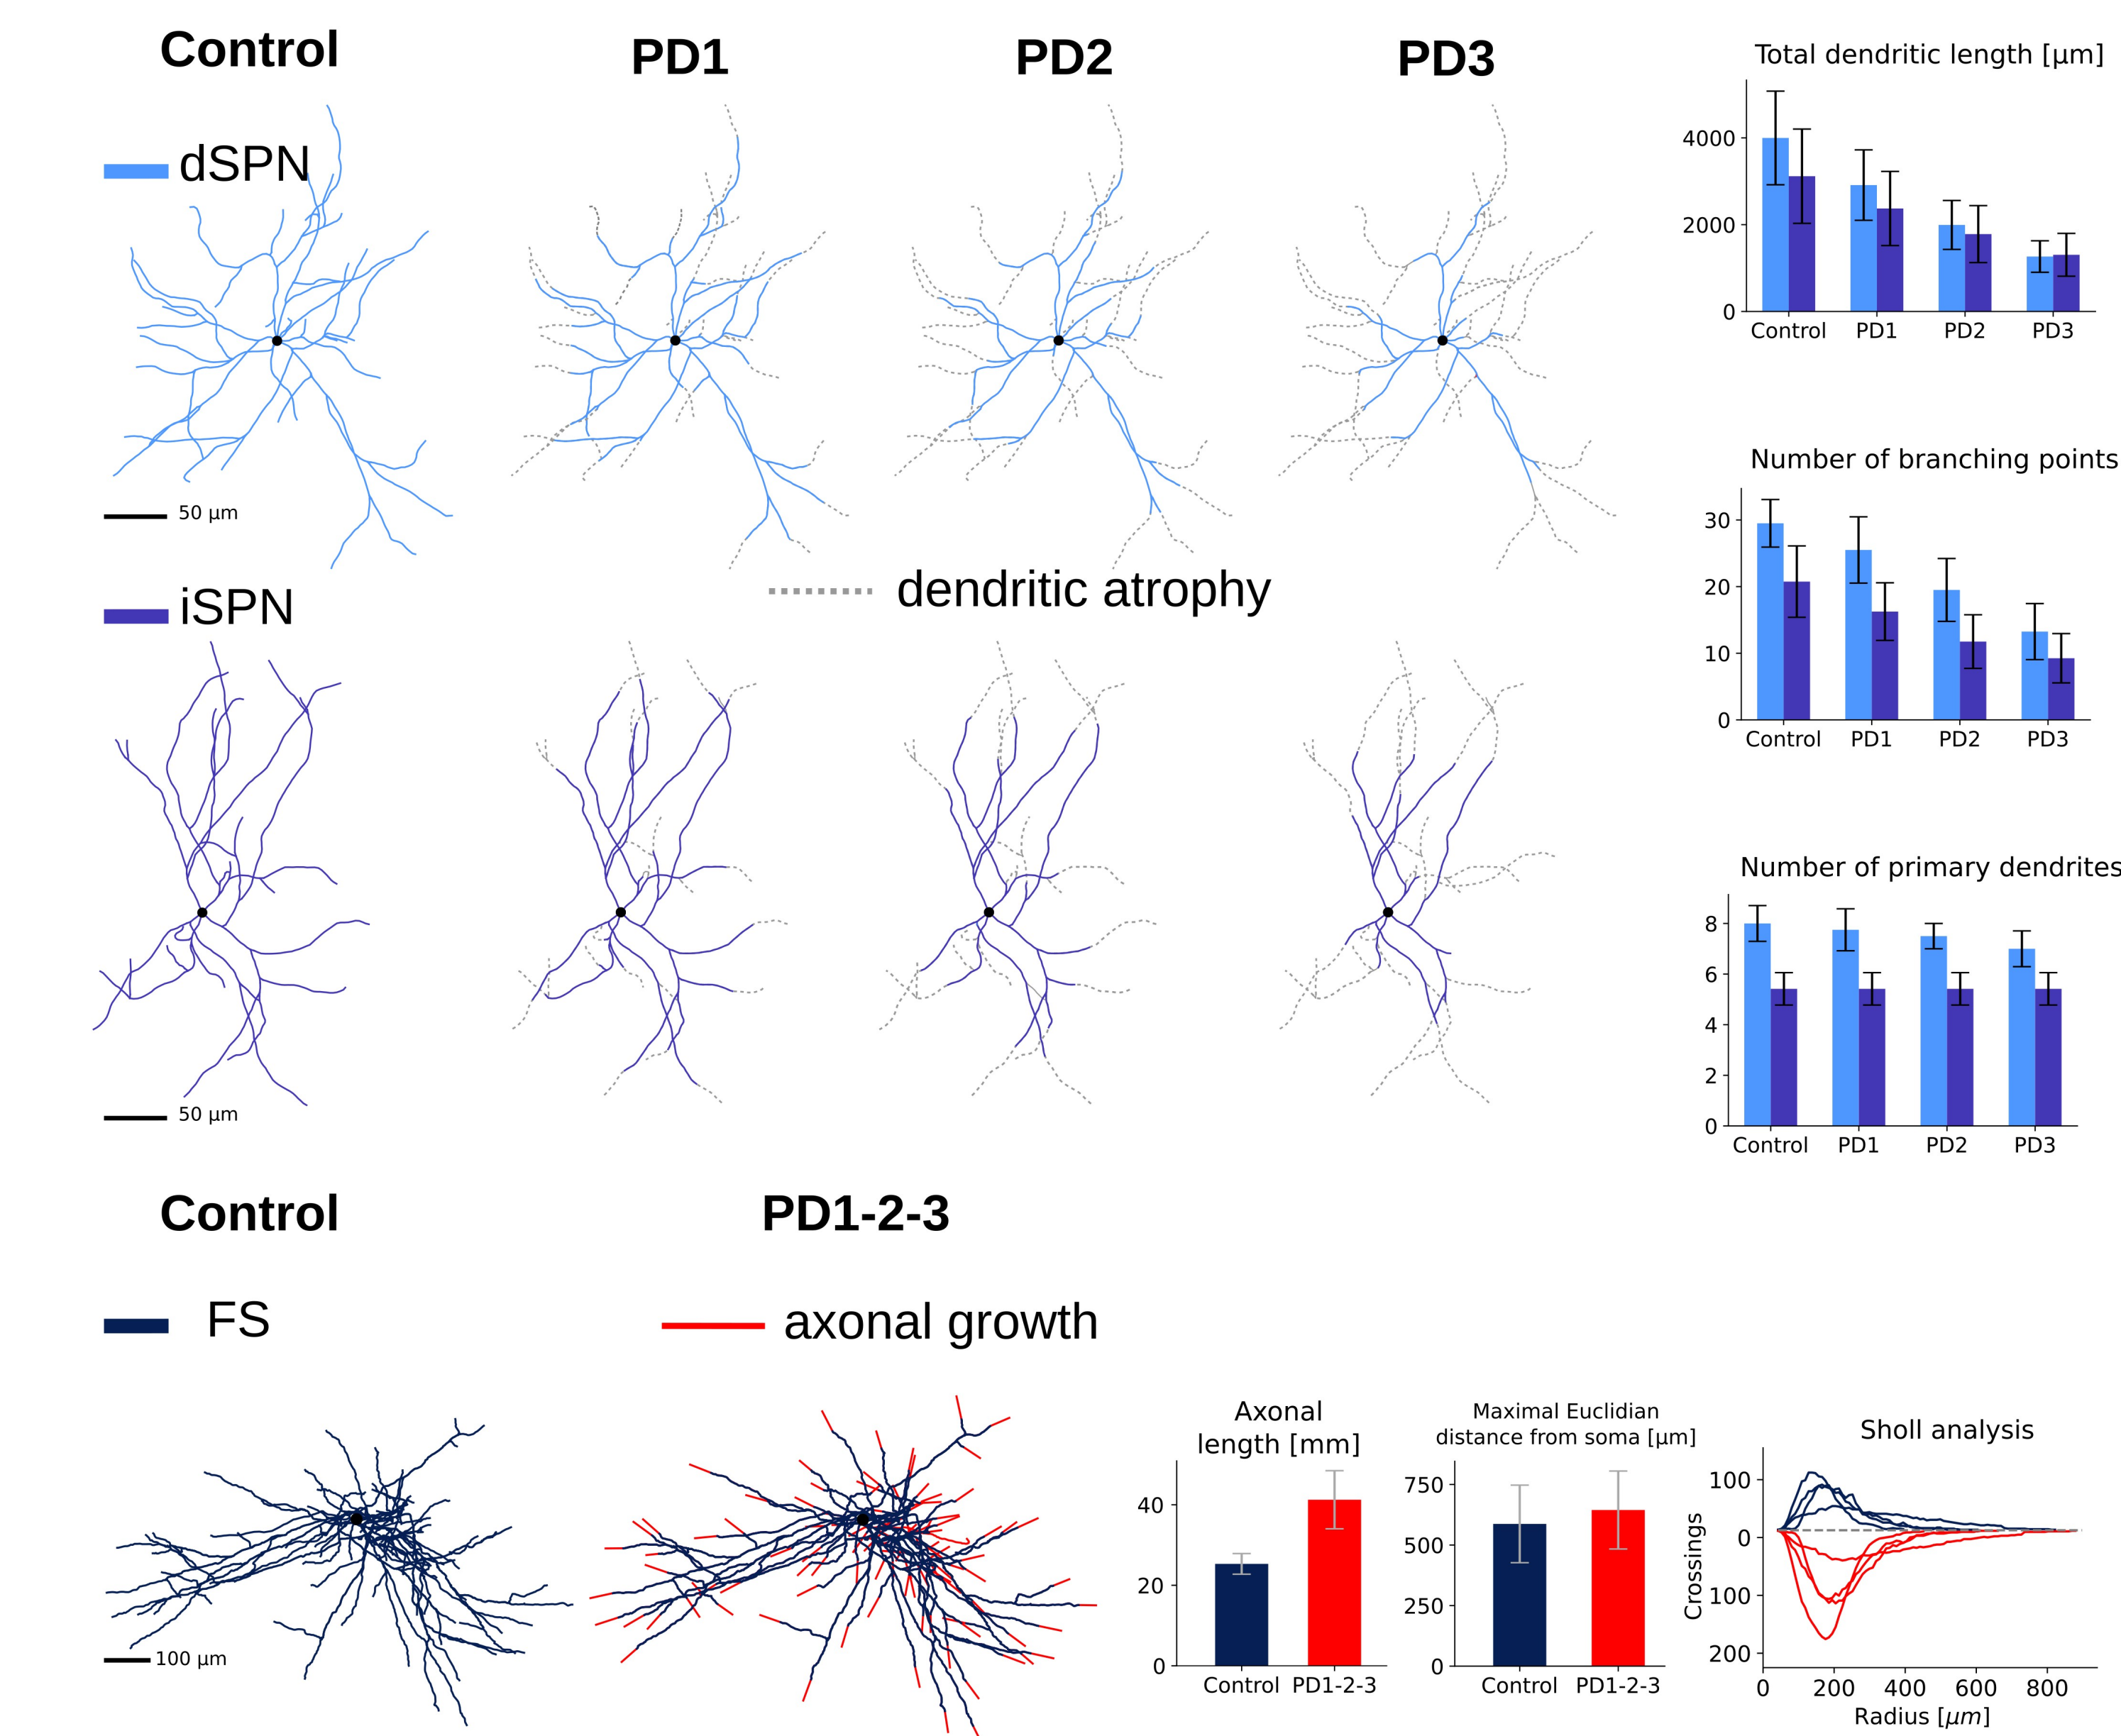 Control
PD1
PD2
PD3
dSPN
50 µm
iSPN
dendritic atrophy
50 µm
Total dendritic length [µm]
4000
2000
0
Control PD1 PD2 PD3
Number of branching points
30
20
10
0
Control PD1 PD2 PD3
Number of primary dendrites
8
6
4
2
0
Control PD1 PD2 PD3
Control
PD1-2-3
FS
axonal growth
100 µm
Axonal
length [mm]
40
20
0
Control PD1-2-3
Maximal Euclidian
distance from soma [µm]
750
500
250
0
Control PD1-2-3
Sholl analysis
Crossings
100
0
100
200
0 200 400 600 800
Radius [µm]